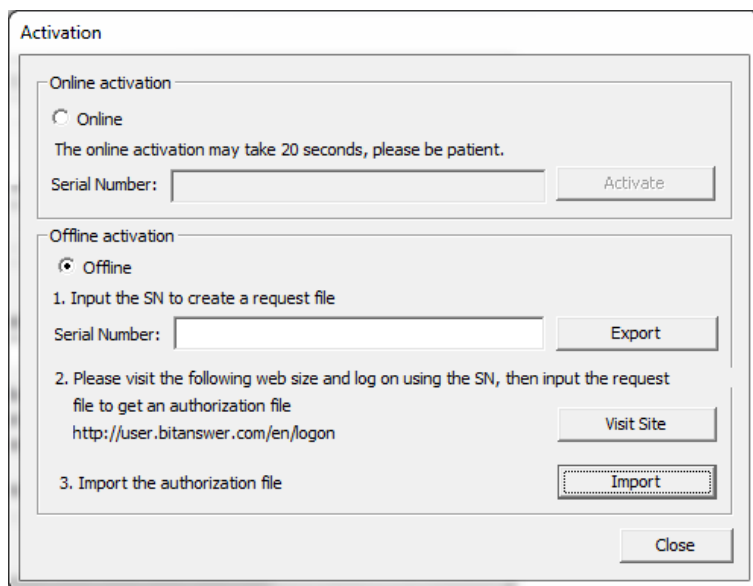 Activation
Online activation
Online
The online activation may take 20 seconds, please be patient.
Serial Number:
Activate
Offline activation
Offline
1. Input the SN to create a request file
Serial Number:
Export
2. Please visit the following web size and log on using the SN, then input the request
file to get an authorization file
http://user.bitanswer.com/en/logon
Visit Site
3. Import the authorization file
Import
Close